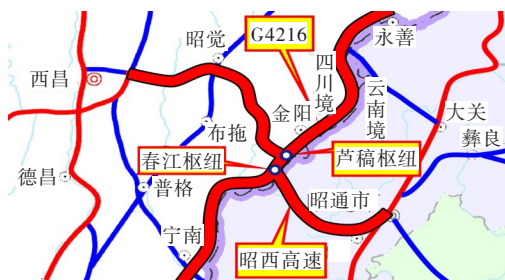 G4216
永善
昭觉
四川境
西昌
云南境
大关
金阳
布拖
彝良
春江枢纽
芦稿枢纽
德昌
普格
昭通市
宁南
昭西高速